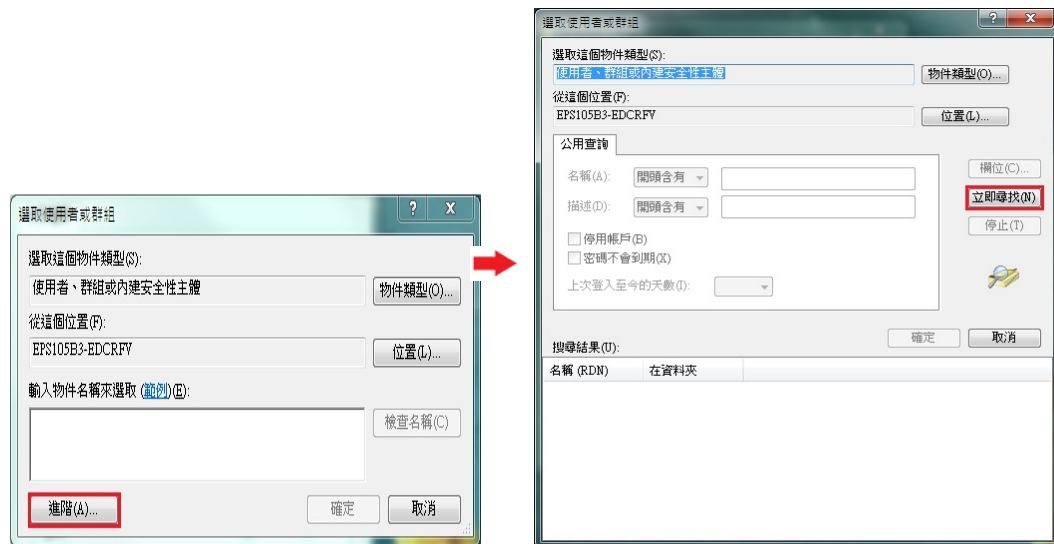 選取使用者或群組
選取這個物件類型(S):
使用者、群組或內建安全性主體
物件類型(O)...
從這個位置(F):
EPS105B3-EDCRFV
位置(L)...
輸入物件名稱來選取 (範例)(E):
檢查名稱(C)
進階(A)...
確定
取消
選取使用者或群組
選取這個物件類型(S):
使用者、群組或內建安全性主體
物件類型(O)...
從這個位置(F):
EPS105B3-EDCRFV
位置(L)...
公用查詢
名稱(A):
開頭含有
欄位(C)...
立即尋找(N)
描述(D):
開頭含有
停止(T)
停用帳戶(B)
密碼不會到期(X)
上次登入至今的天數(I):
確定
取消
搜尋結果(U):
名稱 (RDN)
在資料夾